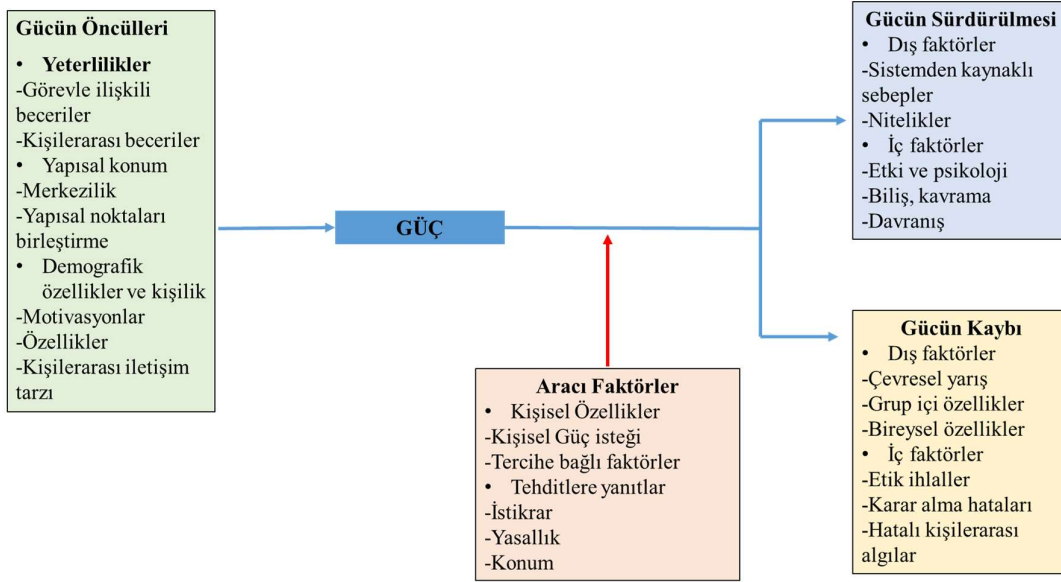 Gücün Öncülleri
• Yeterlilikler
-Görevle ilişkili
beceriler
-Kişilerarası beceriler
• Yapısal konum
-Merkezilik
-Yapısal noktaları
birleştirme
• Demografik
özellikler ve kişilik
-Motivasyonlar
-Özellikler
-Kişilerarası iletişim
tarzı
GÜÇ
Aracı Faktörler
• Kişisel Özellikler
-Kişisel Güç isteği
-Tercihe bağlı faktörler
• Tehditlere yanıtlar
-İstikrar
-Yasallık
-Konum
Gücün Sürdürülmesi
• Dış faktörler
-Sistemden kaynaklı
sebepler
-Nitelikler
• İç faktörler
-Etki ve psikoloji
-Biliş, kavrama
-Davranış
Gücün Kaybı
• Dış faktörler
-Çevresel yarış
-Grup içi özellikler
-Bireysel özellikler
• İç faktörler
-Etik ihlaller
-Karar alma hataları
-Hatalı kişilerarası
algılar